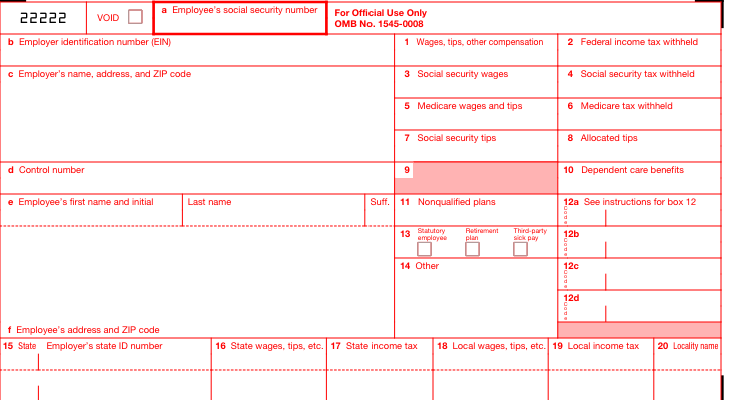 22222 VOID a Employee's social security number For Official Use Only
OMB No. 1545-0008
b Employer identification number (EIN) 1 Wages, tips, other compensation 2 Federal income tax withheld
c Employer's name, address, and ZIP code 3 Social security wages 4 Social security tax withheld
5 Medicare wages and tips 6 Medicare tax withheld
7 Social security tips 8 Allocated tips
d Control number 9 10 Dependent care benefits
e Employee's first name and initial Last name Suff. 11 Nonqualified plans 12a See instructions for box 12
Code
13 Statutory employee Retirement plan Third-party sick pay 12b
Code
14 Other 12c
Code
12d
Code
f Employee's address and ZIP code
15 State Employer's state ID number 16 State wages, tips, etc. 17 State income tax 18 Local wages, tips, etc. 19 Local income tax 20 Locality name